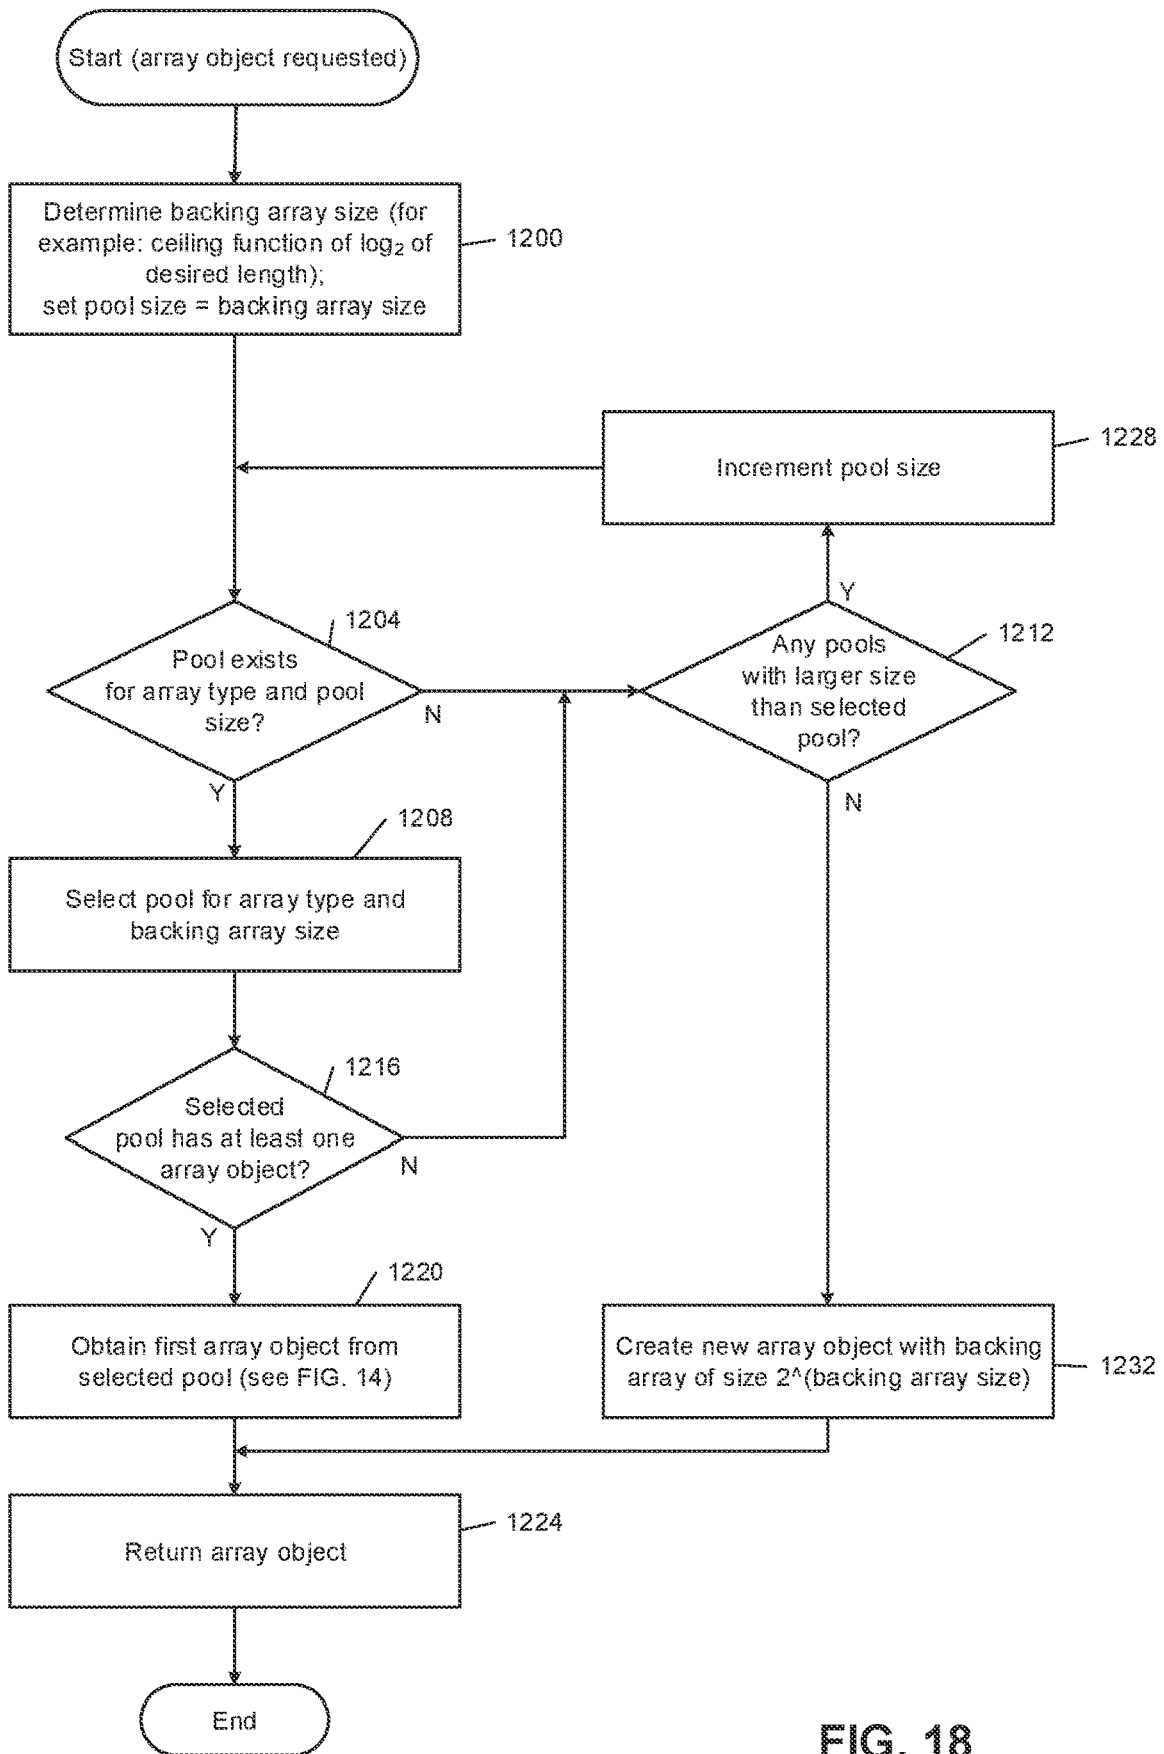 Start (array object requested)
Determine backing array size (for
example: ceiling function of log₂ of
desired length);
set pool size = backing array size
1200
Increment pool size
1228
Pool exists
for array type and pool
size?
1204
N
Y
Any pools
with larger size
than selected
pool?
1212
Y
N
Select pool for array type and
backing array size
1208
Selected
pool has at least one
array object?
1216
N
Y
Obtain first array object from
selected pool (see FIG. 14)
1220
Create new array object with backing
array of size 2^(backing array size)
1232
Return array object
1224
End
FIG. 18